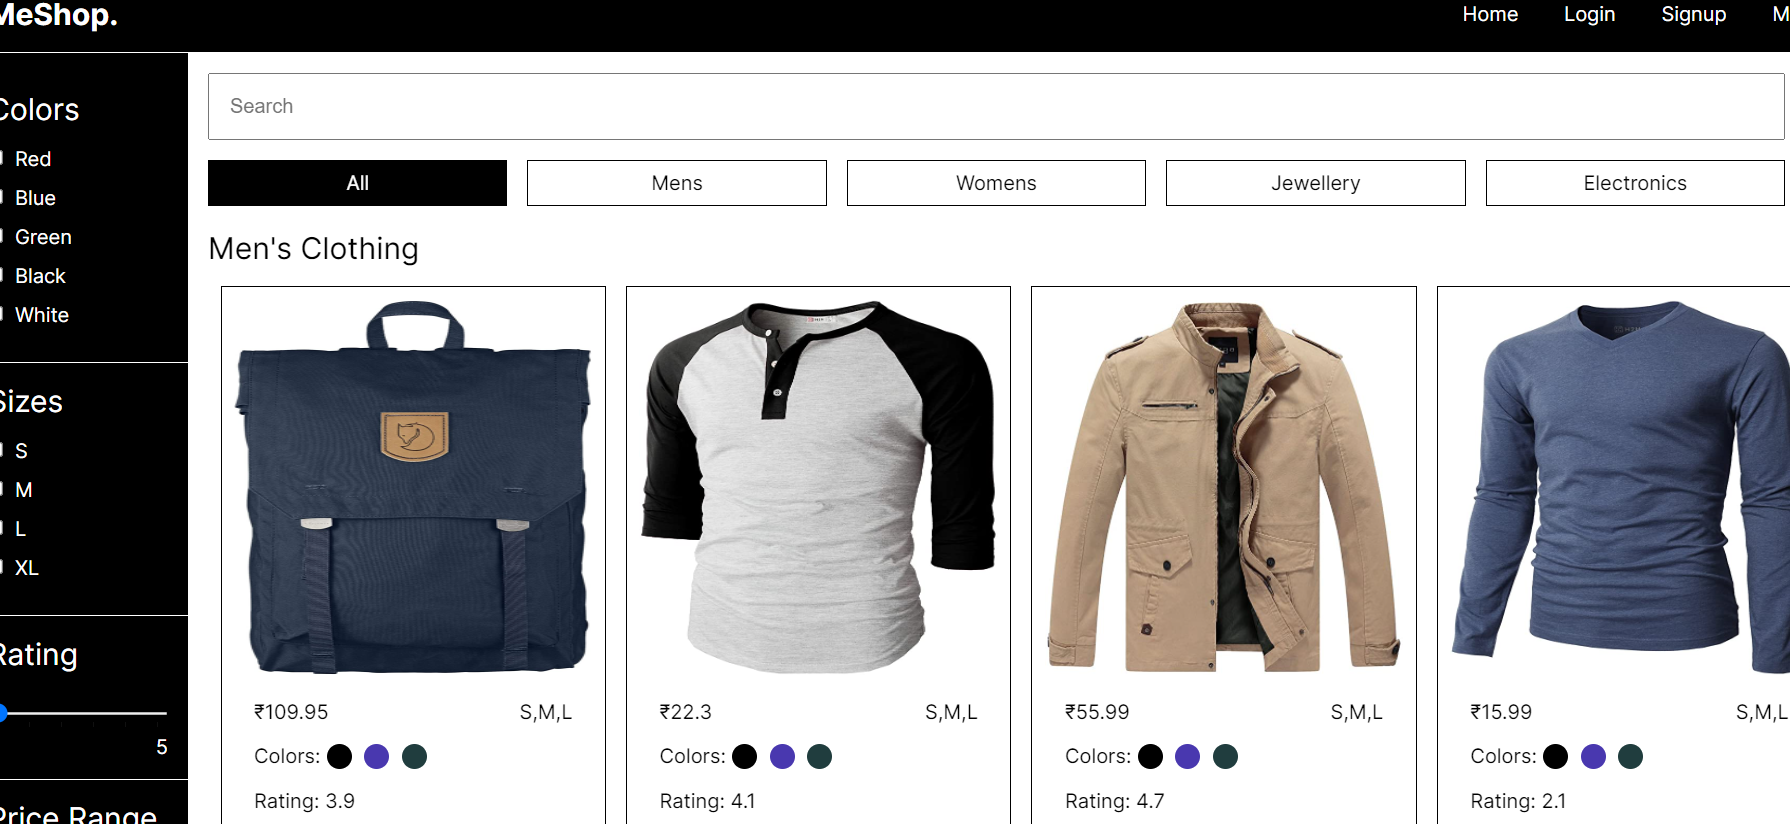 MeShop.
Home Login Signup M
Colors
Red
Blue
Green
Black
White
Sizes
S
M
L
XL
Rating
5
Price Range
Search
All Mens Womens Jewellery Electronics
Men's Clothing
₹109.95 S,M,L
Colors:
Rating: 3.9
₹22.3 S,M,L
Colors:
Rating: 4.1
₹55.99 S,M,L
Colors:
Rating: 4.7
₹15.99 S,M,L
Colors:
Rating: 2.1